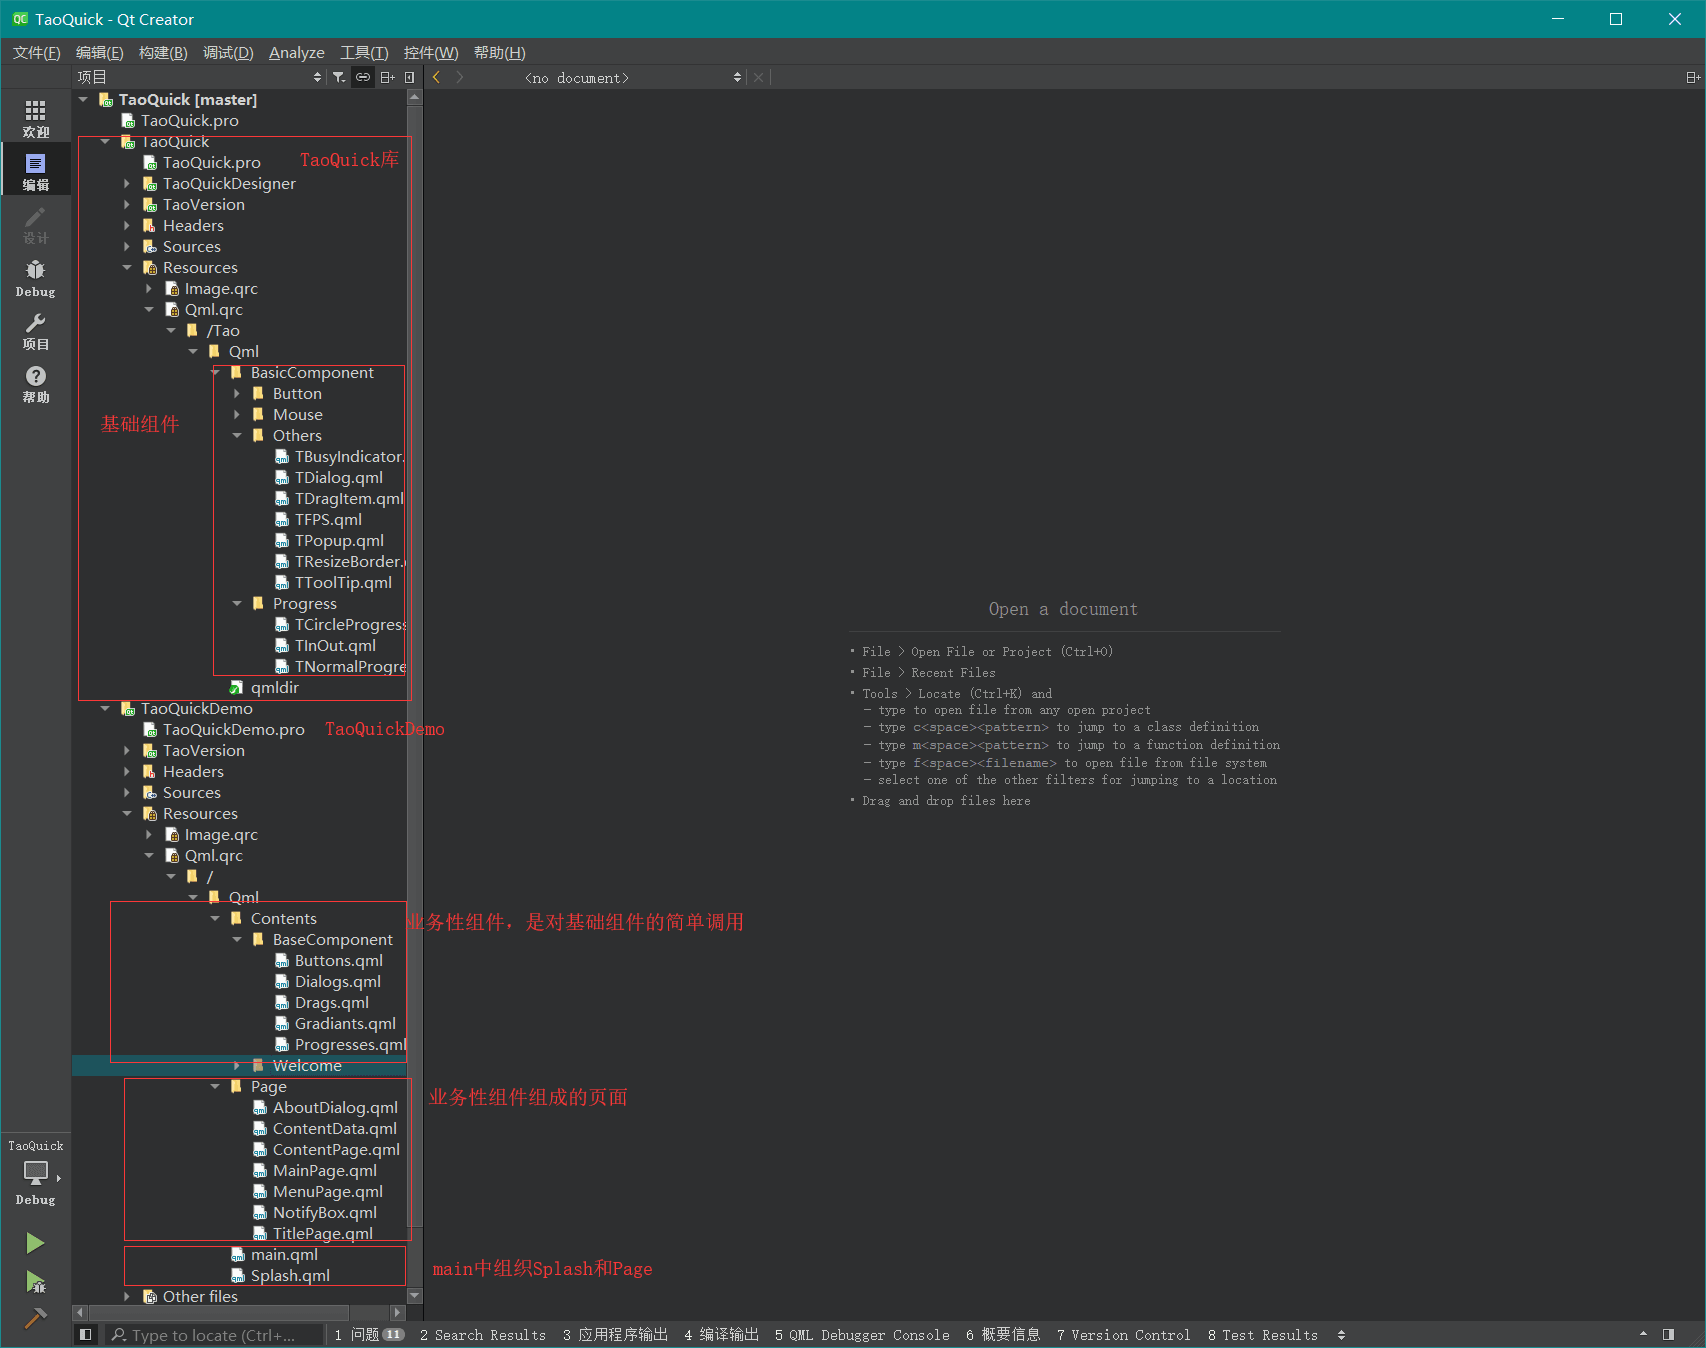 TaoQuick - Qt Creator
文件(F) 编辑(E) 构建(B) 调试(D) Analyze 工具(T) 控件(W) 帮助(H)
项目 <no document>
欢迎
编辑
设计
Debug
项目
帮助
TaoQuick [master]
TaoQuick.pro
TaoQuick
TaoQuick.pro TaoQuick库
TaoQuickDesigner
TaoVersion
Headers
Sources
Resources
Image.qrc
Qml.qrc
/Tao
Qml
BasicComponent
Button
Mouse
基础组件
Others
TBusyIndicator.
TDialog.qml
TDragItem.qml
TFPS.qml
TPopup.qml
TResizeBorder.
TToolTip.qml
Progress
TCircleProgress
TInOut.qml
TNormalProgre
qmldir
TaoQuickDemo
TaoQuickDemo.pro TaoQuickDemo
TaoVersion
Headers
Sources
Resources
Image.qrc
Qml.qrc
/
Qml
Contents 业务性组件，是对基础组件的简单调用
BaseComponent
Buttons.qml
Dialogs.qml
Drags.qml
Gradiants.qml
Progresses.qml
Welcome
Page 业务性组件组成的页面
AboutDialog.qml
ContentData.qml
ContentPage.qml
MainPage.qml
MenuPage.qml
NotifyBox.qml
TitlePage.qml
main.qml
main中组织Splash和Page
Splash.qml
Other files
Open a document
• File > Open File or Project (Ctrl+O)
• File > Recent Files
• Tools > Locate (Ctrl+K) and
- type to open file from any open project
- type c<space><pattern> to jump to a class definition
- type m<space><pattern> to jump to a function definition
- type f<space><filename> to open file from file system
- select one of the other filters for jumping to a location
• Drag and drop files here
TaoQuick
Debug
Type to locate (Ctrl+... 1 问题 11 2 Search Results 3 应用程序输出 4 编译输出 5 QML Debugger Console 6 概要信息 7 Version Control 8 Test Results